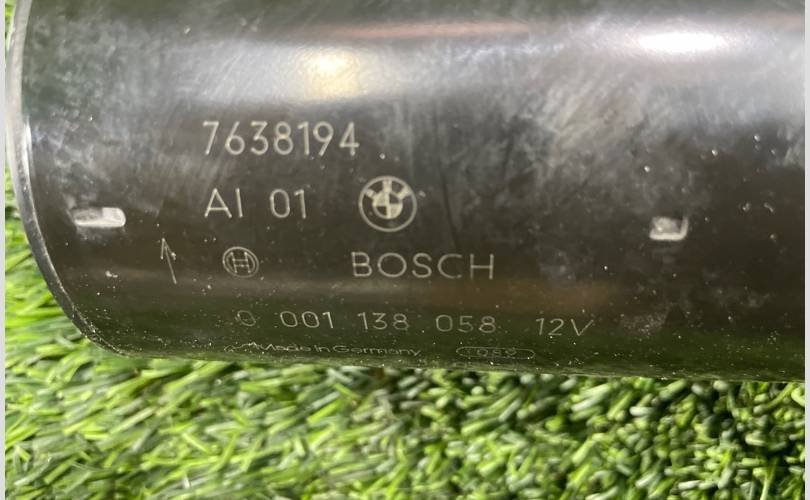 7638194
AI 01
BOSCH
0 001 138 058 12V
Made in Germany